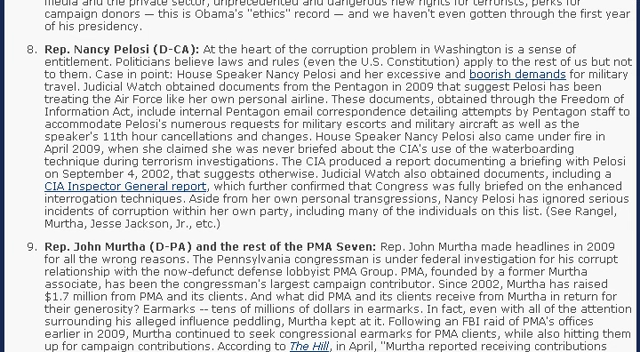 media and the private sector, unprecedented and dangerous new rights for terrorists, perks for
campaign donors — this is Obama's "ethics" record — and we haven't even gotten through the first year
of his presidency.
8. Rep. Nancy Pelosi (D-CA): At the heart of the corruption problem in Washington is a sense of
entitlement. Politicians believe laws and rules (even the U.S. Constitution) apply to the rest of us but not
to them. Case in point: House Speaker Nancy Pelosi and her excessive and boorish demands for military
travel. Judicial Watch obtained documents from the Pentagon in 2009 that suggest Pelosi has been
treating the Air Force like her own personal airline. These documents, obtained through the Freedom of
Information Act, include internal Pentagon email correspondence detailing attempts by Pentagon staff to
accommodate Pelosi's numerous requests for military escorts and military aircraft as well as the
speaker's 11th hour cancellations and changes. House Speaker Nancy Pelosi also came under fire in
April 2009, when she claimed she was never briefed about the CIA's use of the waterboarding
technique during terrorism investigations. The CIA produced a report documenting a briefing with Pelosi
on September 4, 2002, that suggests otherwise. Judicial Watch also obtained documents, including a
CIA Inspector General report, which further confirmed that Congress was fully briefed on the enhanced
interrogation techniques. Aside from her own personal transgressions, Nancy Pelosi has ignored serious
incidents of corruption within her own party, including many of the individuals on this list. (See Rangel,
Murtha, Jesse Jackson, Jr., etc.)
9. Rep. John Murtha (D-PA) and the rest of the PMA Seven: Rep. John Murtha made headlines in 2009
for all the wrong reasons. The Pennsylvania congressman is under federal investigation for his corrupt
relationship with the now-defunct defense lobbyist PMA Group. PMA, founded by a former Murtha
associate, has been the congressman's largest campaign contributor. Since 2002, Murtha has raised
$1.7 million from PMA and its clients. And what did PMA and its clients receive from Murtha in return for
their generosity? Earmarks -- tens of millions of dollars in earmarks. In fact, even with all of the attention
surrounding his alleged influence peddling, Murtha kept at it. Following an FBI raid of PMA's offices
earlier in 2009, Murtha continued to seek congressional earmarks for PMA clients, while also hitting them
up for campaign contributions. According to The Hill, in April, "Murtha reported receiving contributions